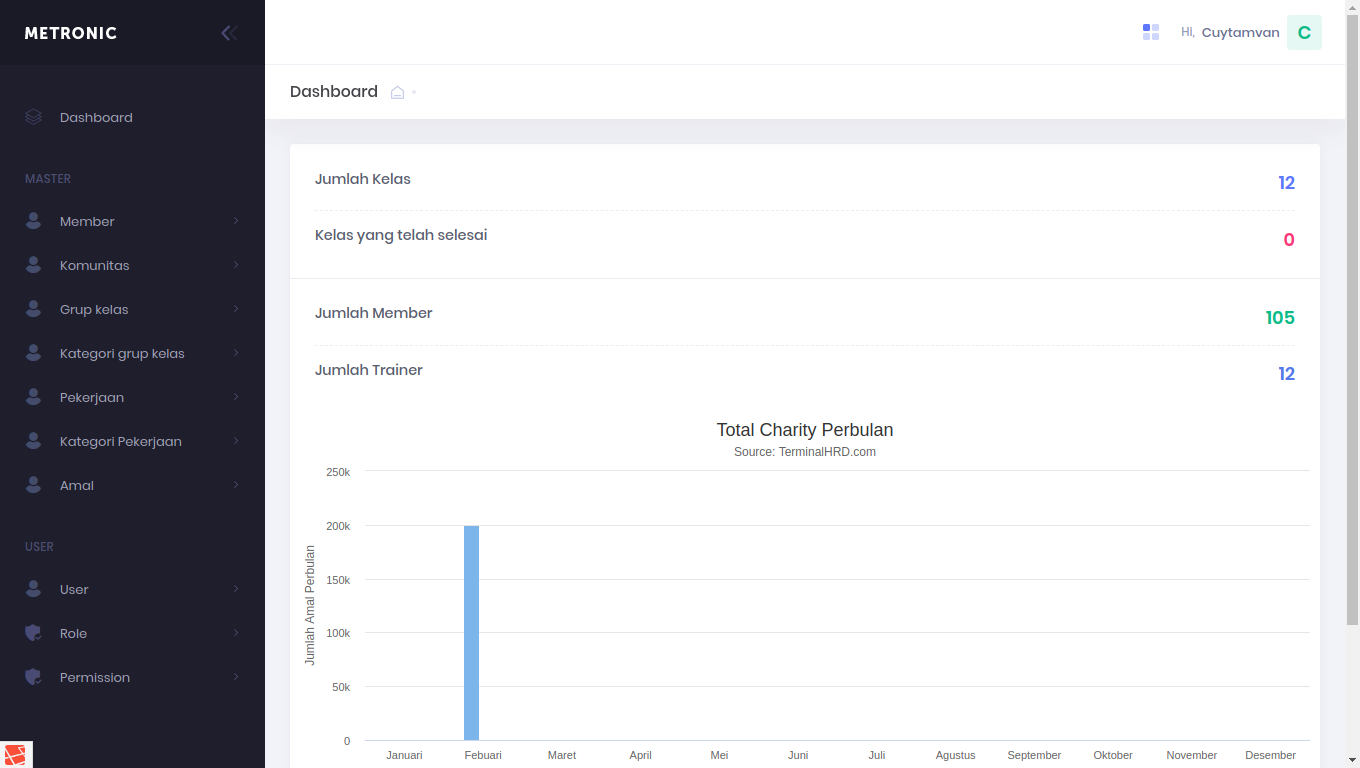 METRONIC
Hi, Cuytamvan C
Dashboard
Dashboard
MASTER
Member
Komunitas
Grup kelas
Kategori grup kelas
Pekerjaan
Kategori Pekerjaan
Amal
USER
User
Role
Permission
Jumlah Kelas 12
Kelas yang telah selesai 0
Jumlah Member 105
Jumlah Trainer 12
Total Charity Perbulan
Source: TerminalHRD.com
Jumlah Amal Perbulan
250k
200k
150k
100k
50k
0
Januari Febuari Maret April Mei Juni Juli Agustus September Oktober November Desember